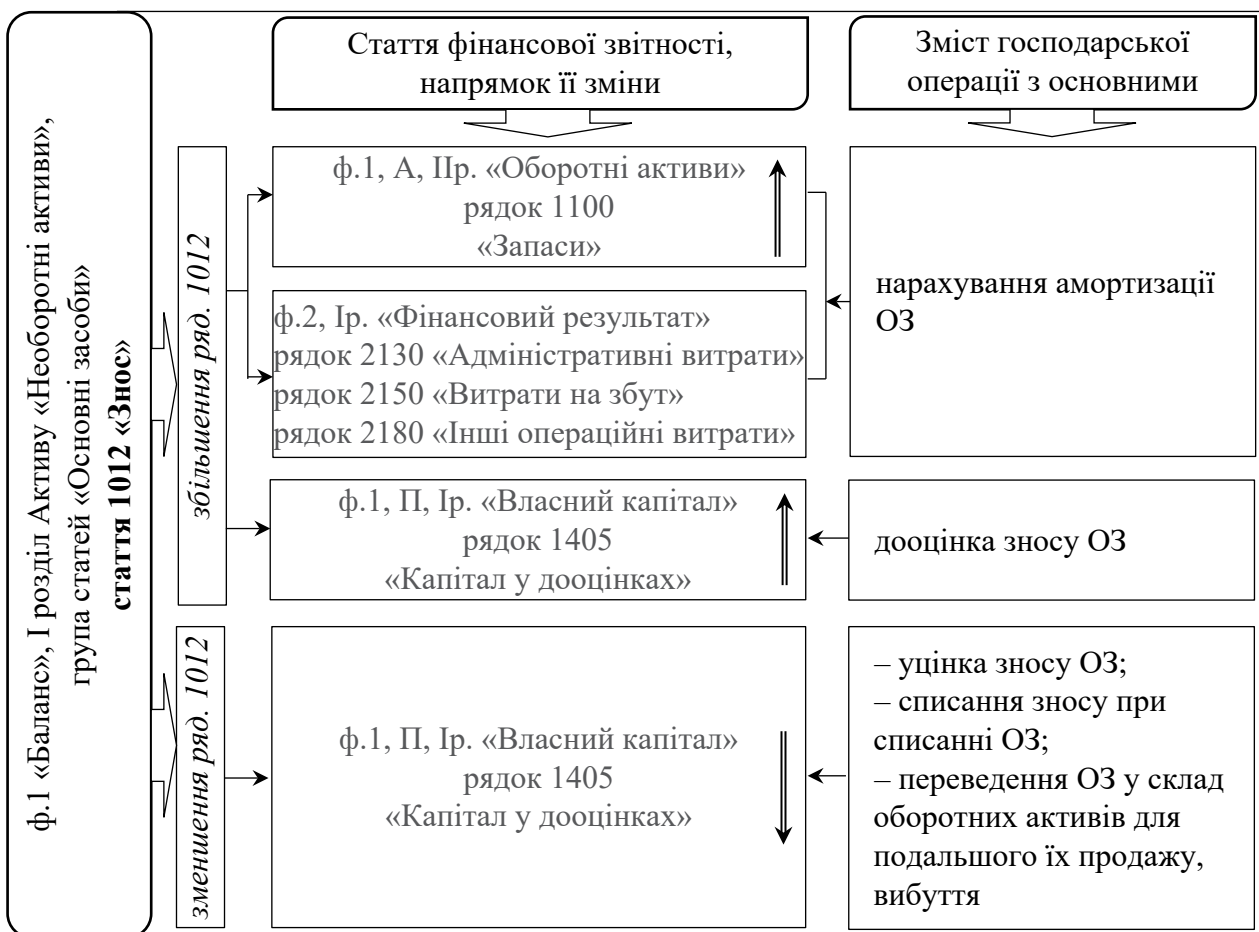 ф.1 «Баланс», І розділ Активу «Необоротні активи»,
група статей «Основні засоби»
стаття 1012 «Знос»
Стаття фінансової звітності,
напрямок її зміни
Зміст господарської
операції з основними
збільшення ряд. 1012
ф.1, А, ІІр. «Оборотні активи»
рядок 1100
«Запаси»
ф.2, Ір. «Фінансовий результат»
рядок 2130 «Адміністративні витрати»
рядок 2150 «Витрати на збут»
рядок 2180 «Інші операційні витрати»
нарахування амортизації
ОЗ
ф.1, П, Ір. «Власний капітал»
рядок 1405
«Капітал у дооцінках»
дооцінка зносу ОЗ
зменшення ряд. 1012
ф.1, П, Ір. «Власний капітал»
рядок 1405
«Капітал у дооцінках»
– уцінка зносу ОЗ;
– списання зносу при
списанні ОЗ;
– переведення ОЗ у склад
оборотних активів для
подальшого їх продажу,
вибуття